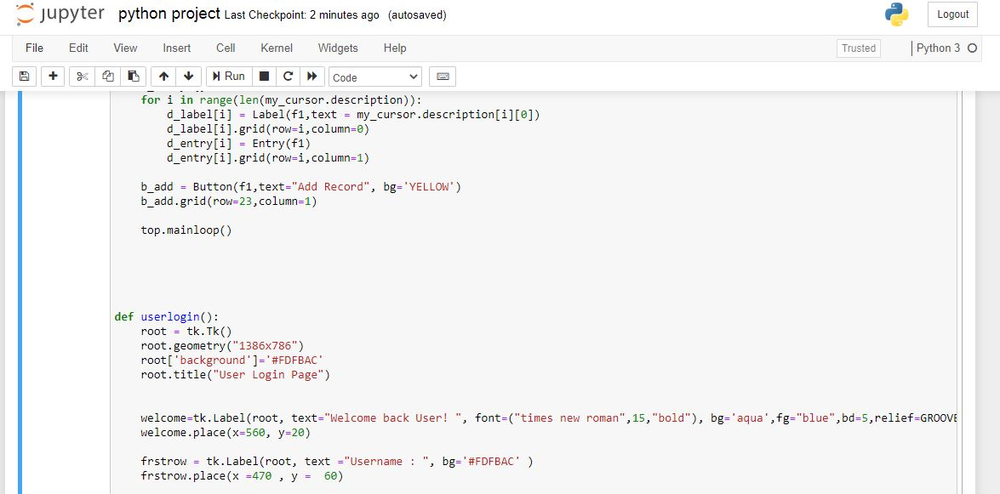 jupyter python project Last Checkpoint: 2 minutes ago (autosaved) Logout
File Edit View Insert Cell Kernel Widgets Help Trusted Python 3
Run Code
for i in range(len(my_cursor.description)):
d_label[i] = Label(f1,text = my_cursor.description[i][0])
d_label[i].grid(row=i,column=0)
d_entry[i] = Entry(f1)
d_entry[i].grid(row=i,column=1)
b_add = Button(f1,text="Add Record", bg='YELLOW')
b_add.grid(row=23,column=1)
top.mainloop()
def userlogin():
root = tk.Tk()
root.geometry("1386x786")
root['background']='#FDFBAC'
root.title("User Login Page")
welcome=tk.Label(root, text="Welcome back User! ", font=("times new roman",15,"bold"), bg='aqua',fg="blue",bd=5,relief=GROOVE
welcome.place(x=560, y=20)
frstrow = tk.Label(root, text ="Username : ", bg='#FDFBAC' )
frstrow.place(x =470 , y =  60)